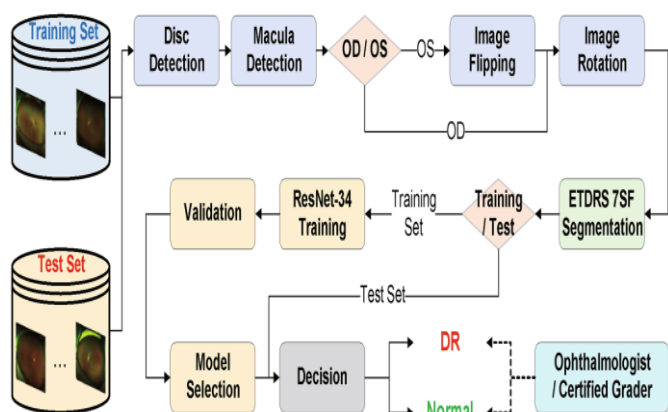 Training Set
...
Disc
Detection
Macula
Detection
OD / OS
OS
Image
Flipping
Image
Rotation
OD
Validation
ResNet-34
Training
Training
Set
Training
/ Test
ETDRS 7SF
Segmentation
Test Set
Test Set
...
Model
Selection
Decision
DR
Normal
Ophthalmologist
/ Certified Grader